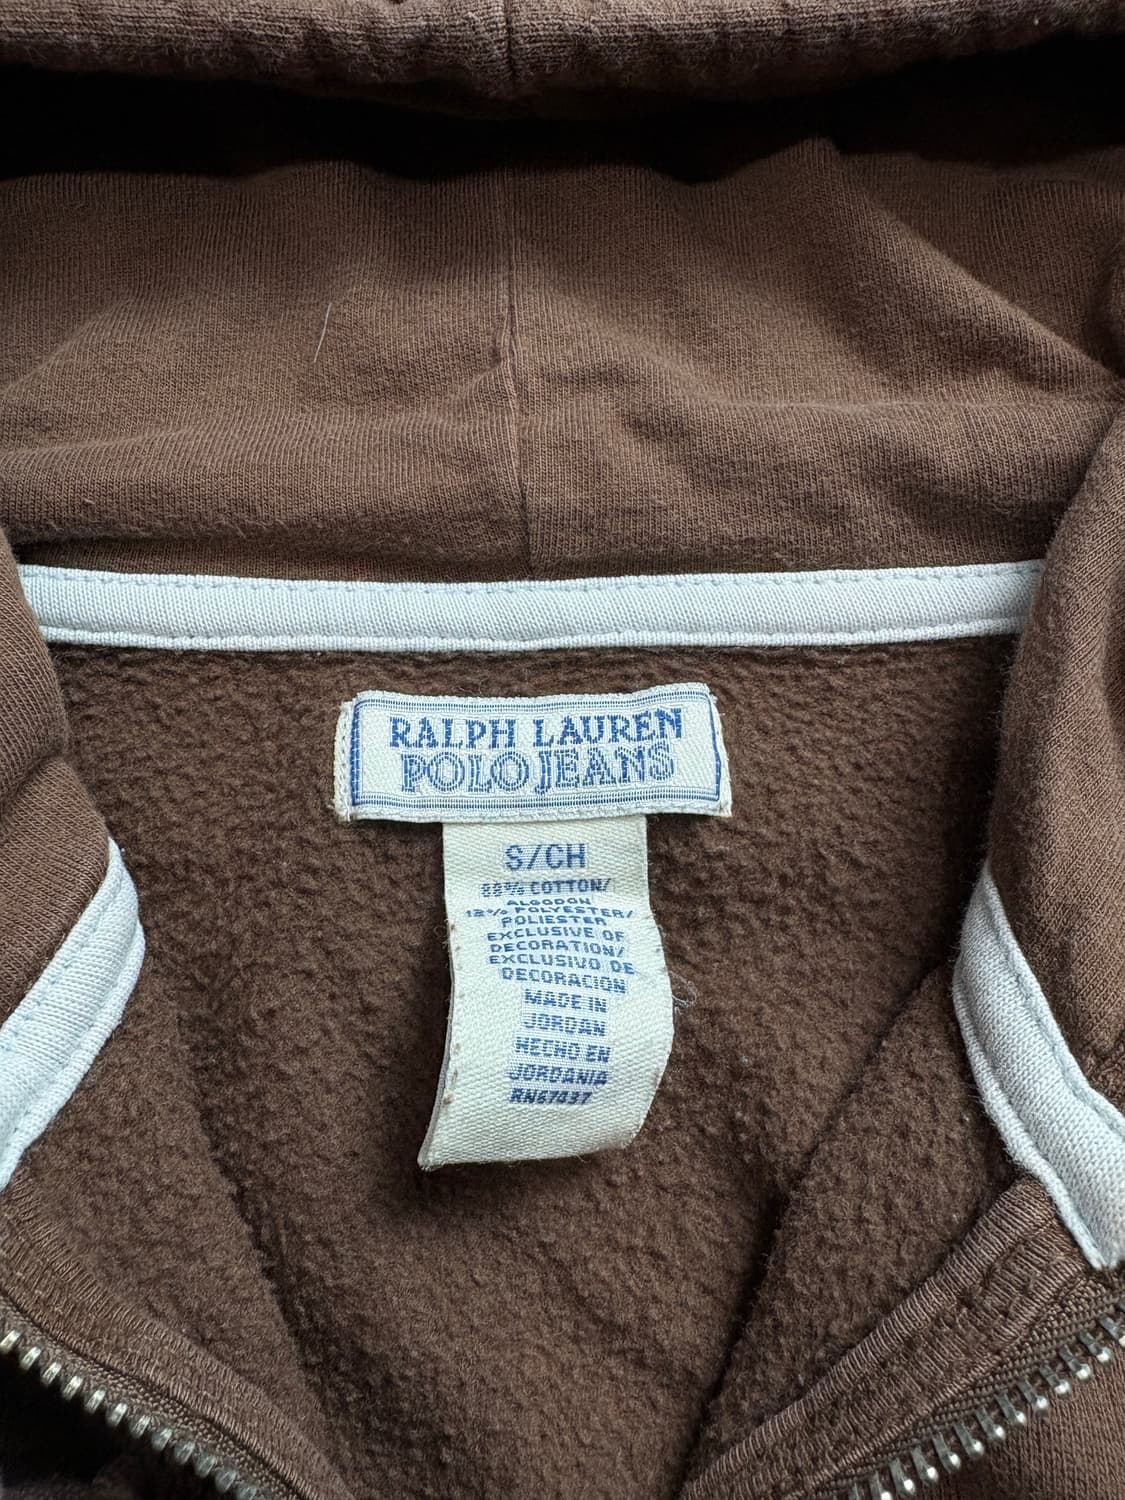 RALPH LAUREN
POLO JEANS
S/CH
88% COTTON/
ALGODON
12% POLYESTER/
POLIESTER
EXCLUSIVE OF
DECORATION/
EXCLUSIVO DE
DECORACION
MADE IN
JORDAN
HECHO EN
JORDANIA
RN67437